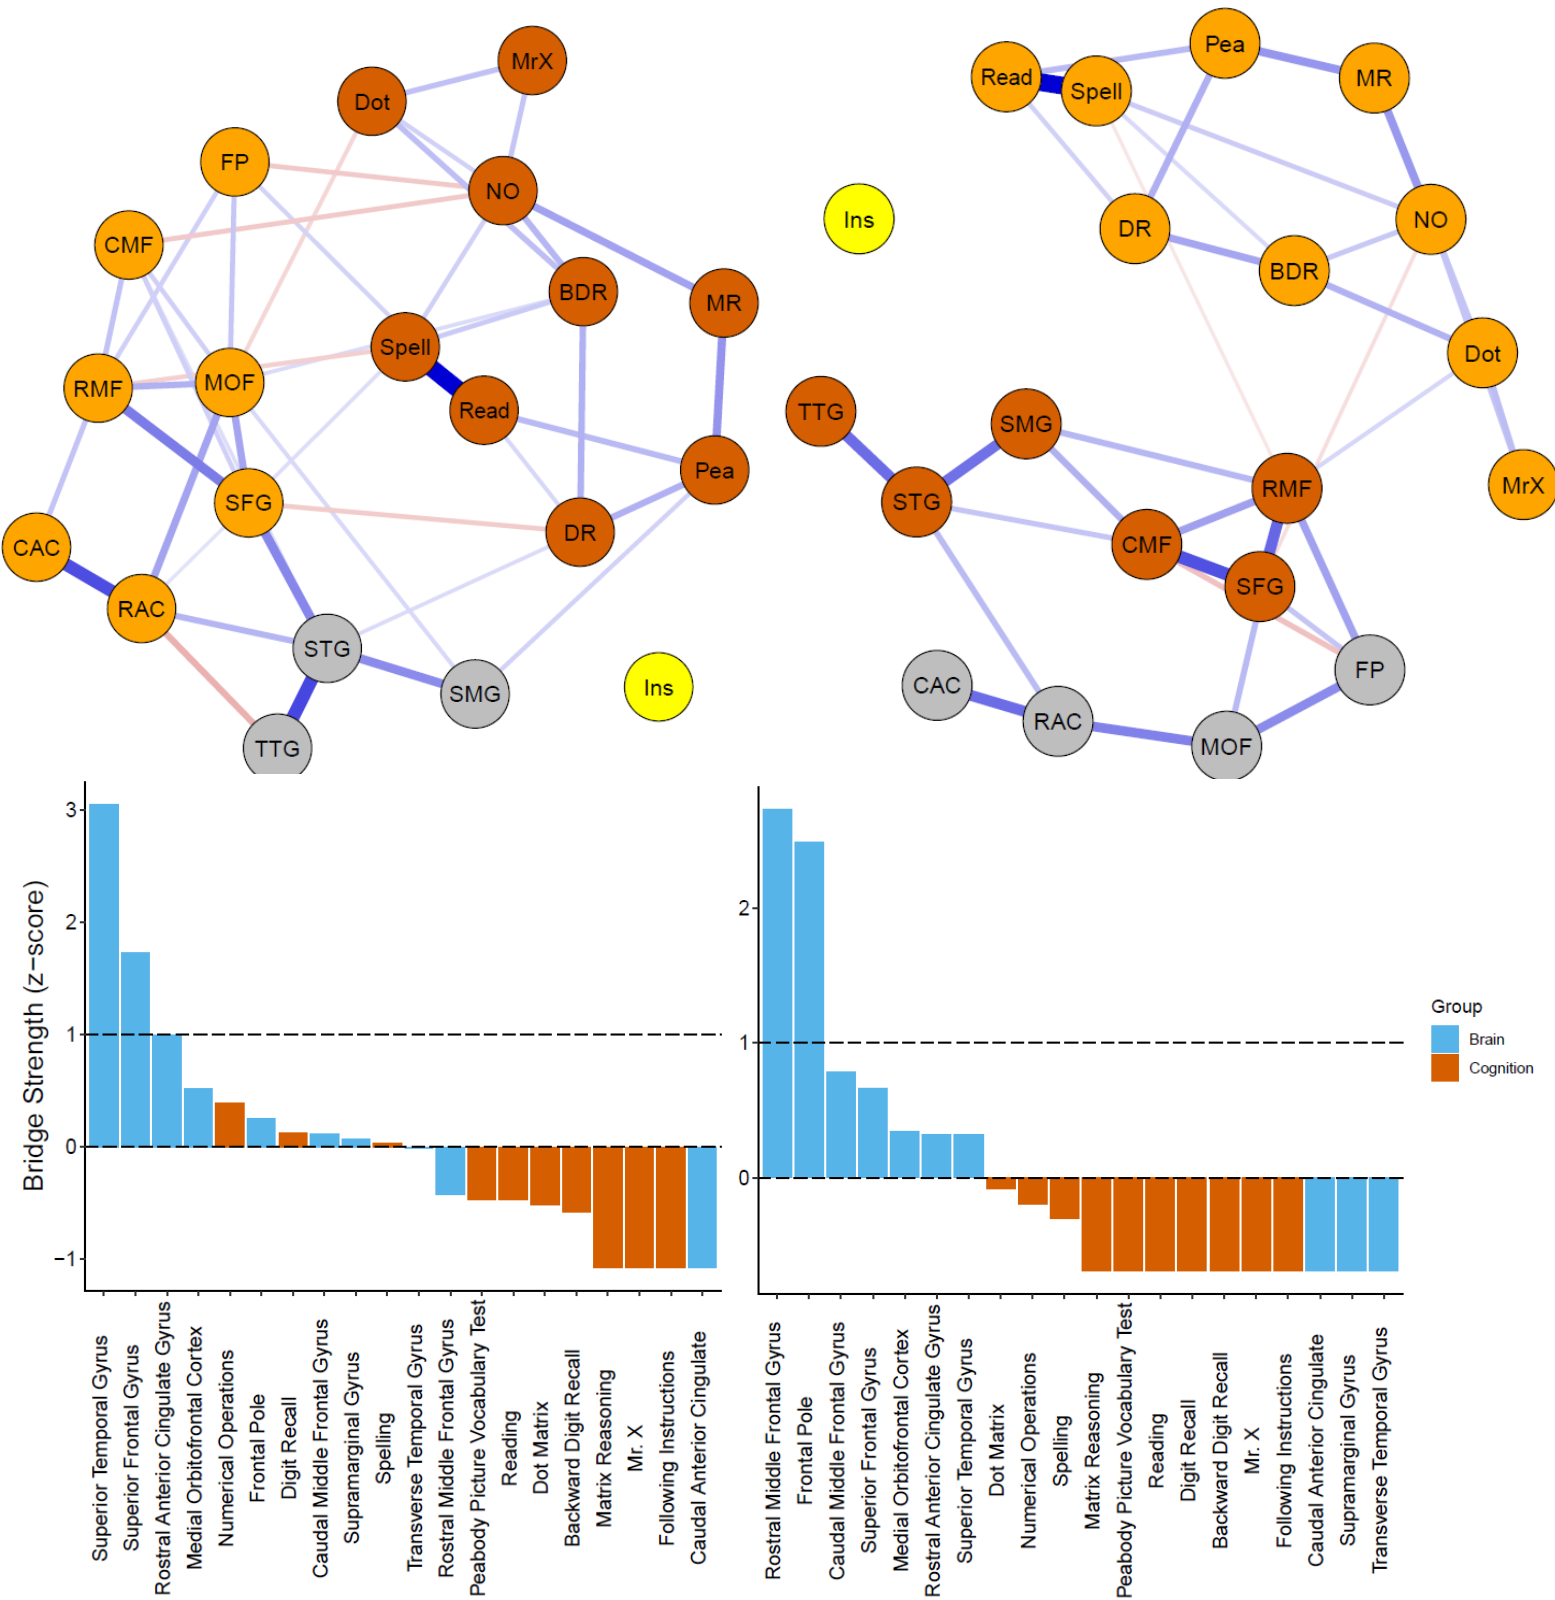 MrX
Dot
FP
NO
CMF
BDR
MR
Spell
RMF
MOF
Read
Pea
SFG
DR
CAC
RAC
STG
SMG
Ins
TTG
Pea
Read
Spell
MR
Ins
DR
NO
BDR
Dot
TTG
SMG
MrX
STG
RMF
CMF
SFG
CAC
FP
RAC
MOF
Bridge Strength (z−score)
3
2
1
0
−1
Superior Temporal Gyrus
Superior Frontal Gyrus
Rostral Anterior Cingulate Gyrus
Medial Orbitofrontal Cortex
Numerical Operations
Frontal Pole
Digit Recall
Caudal Middle Frontal Gyrus
Supramarginal Gyrus
Spelling
Transverse Temporal Gyrus
Rostral Middle Frontal Gyrus
Peabody Picture Vocabulary Test
Reading
Dot Matrix
Backward Digit Recall
Matrix Reasoning
Mr. X
Following Instructions
Caudal Anterior Cingulate
2
1
0
Rostral Middle Frontal Gyrus
Frontal Pole
Caudal Middle Frontal Gyrus
Superior Frontal Gyrus
Medial Orbitofrontal Cortex
Rostral Anterior Cingulate Gyrus
Superior Temporal Gyrus
Dot Matrix
Numerical Operations
Spelling
Matrix Reasoning
Peabody Picture Vocabulary Test
Reading
Digit Recall
Backward Digit Recall
Mr. X
Following Instructions
Caudal Anterior Cingulate
Supramarginal Gyrus
Transverse Temporal Gyrus
Group
Brain
Cognition